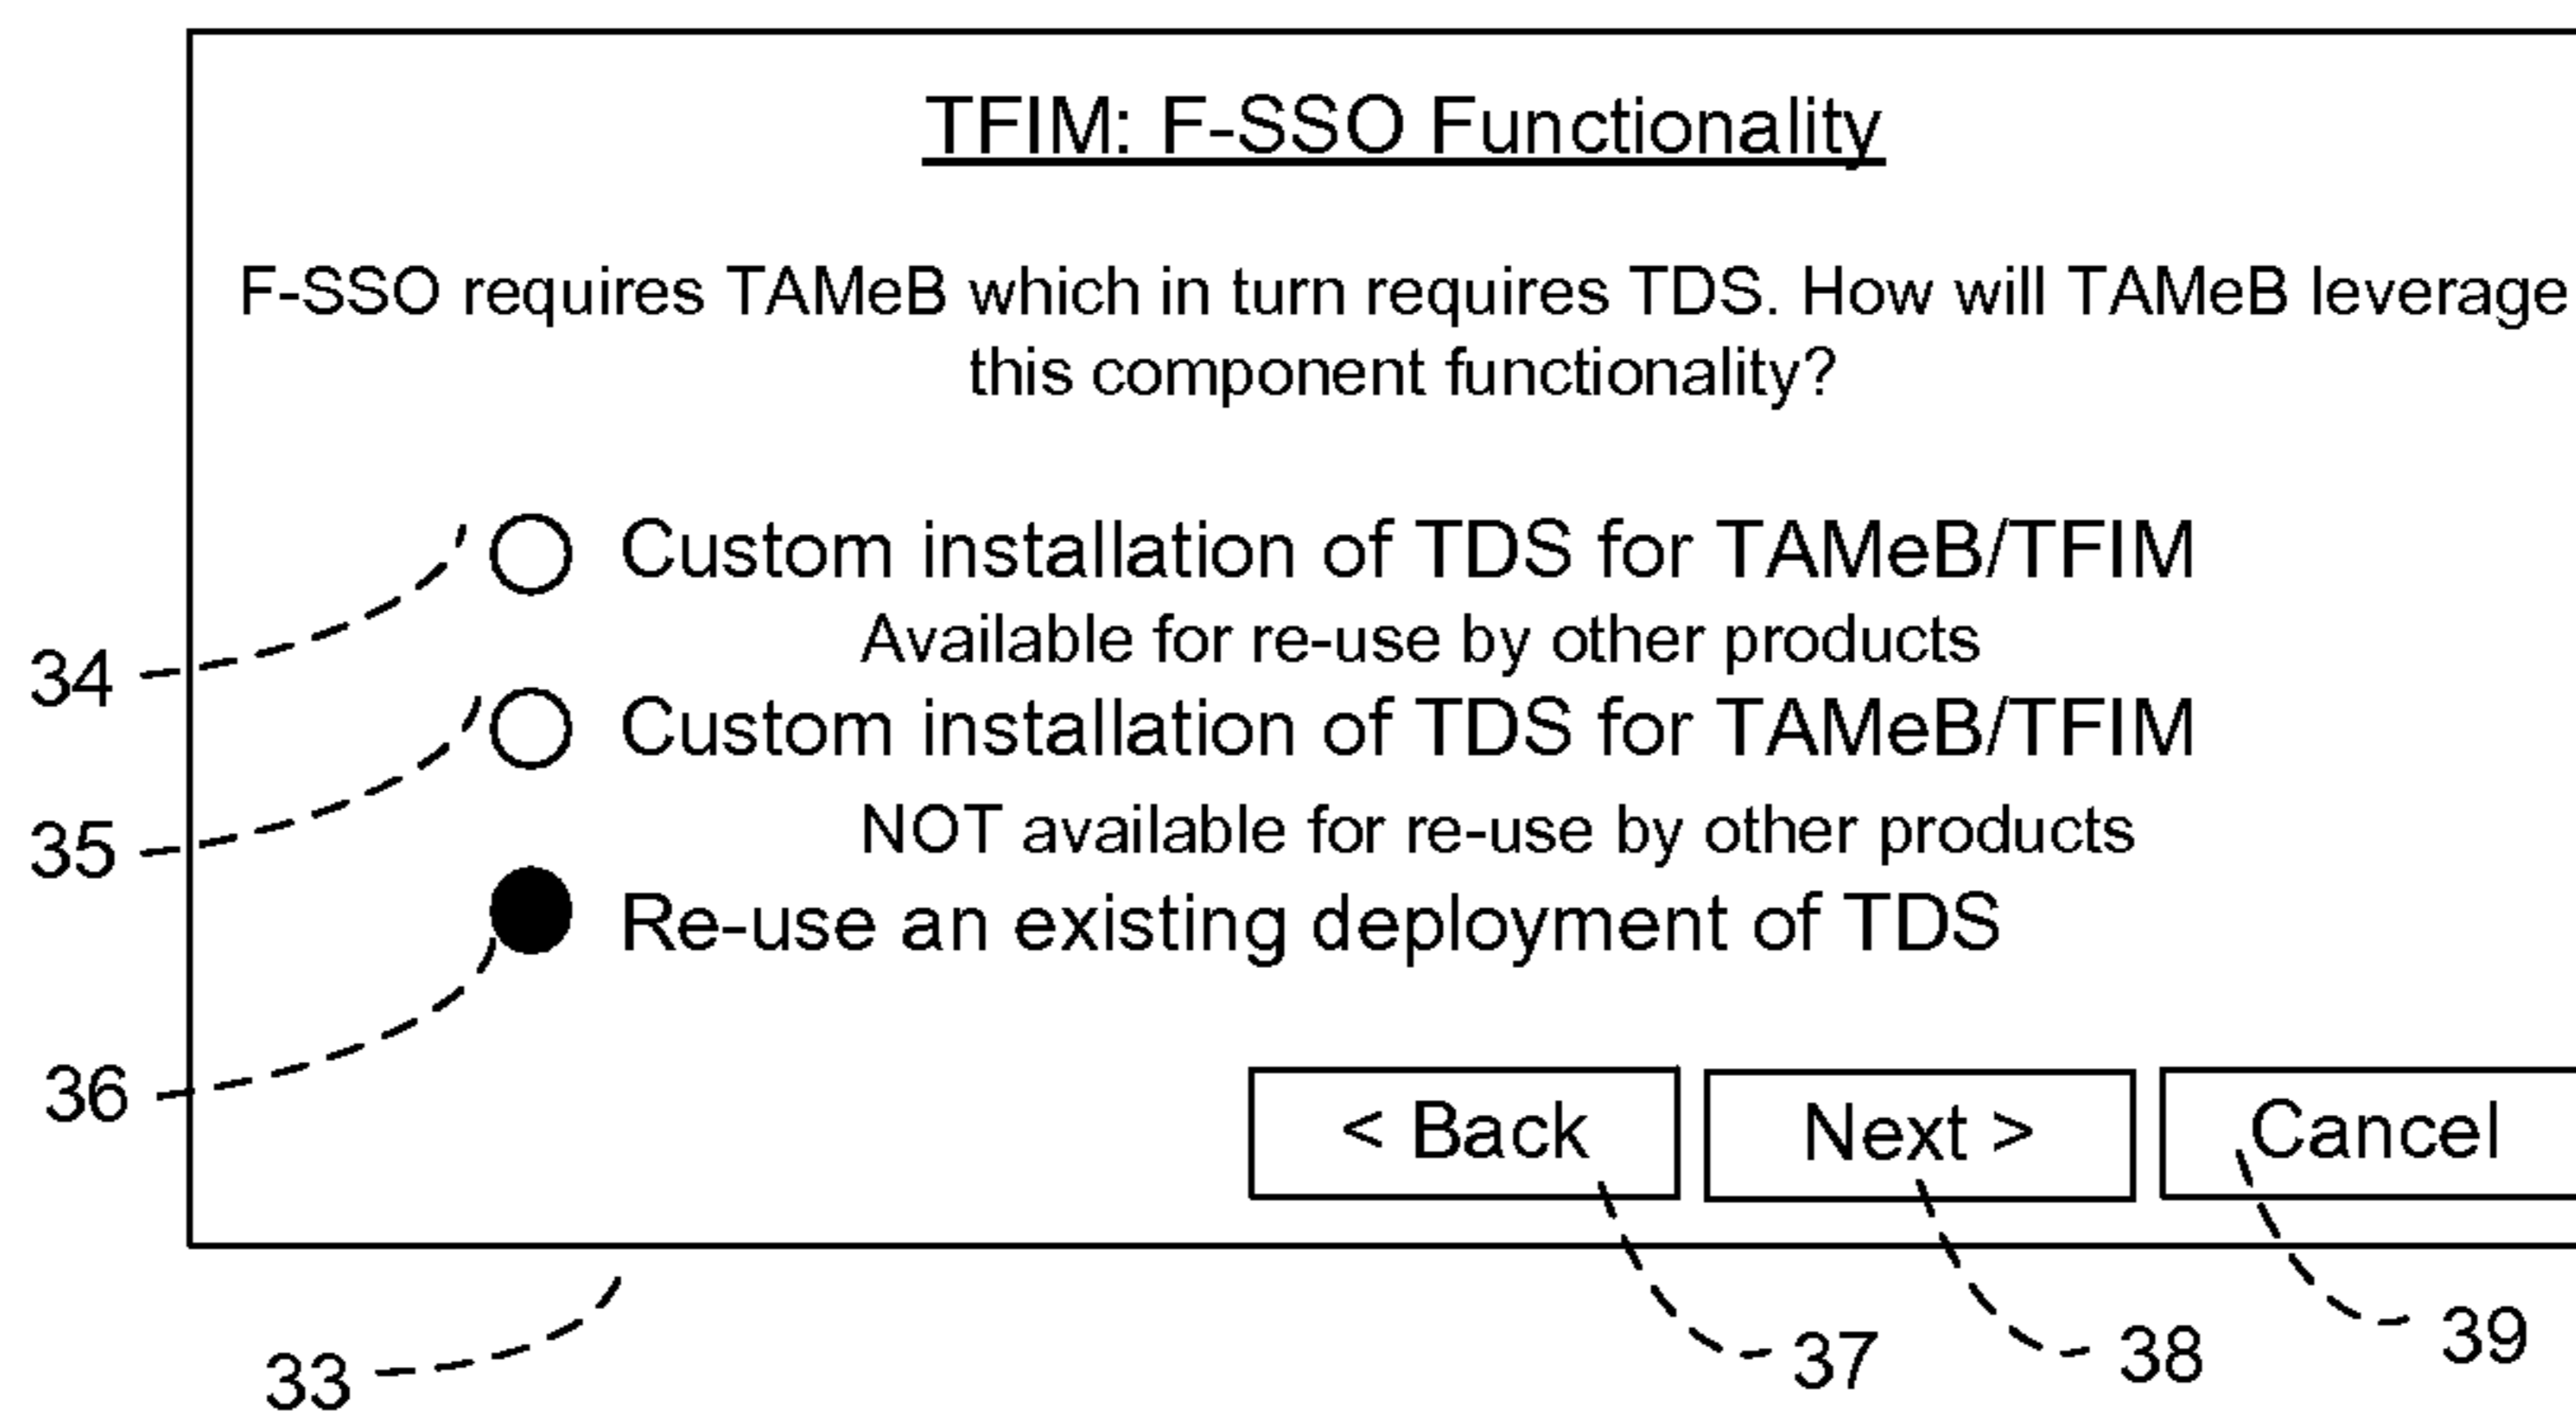 TFIM: F-SSO Functionality
F-SSO requires TAMeB which in turn requires TDS. How will TAMeB leverage
this component functionality?
Custom installation of TDS for TAMeB/TFIM
Available for re-use by other products
34
Custom installation of TDS for TAMeB/TFIM
NOT available for re-use by other products
35
Re-use an existing deployment of TDS
36
< Back Next > Cancel
33 37 38 39